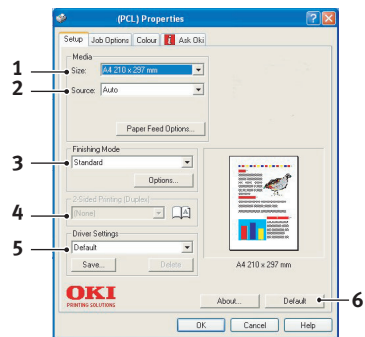 (PCL) Properties
Setup Job Options Colour Ask Oki
Media
1 Size: A4 210 x 297 mm
2 Source: Auto
Paper Feed Options...
Finishing Mode
3 Standard
Options...
2-Sided Printing (Duplex)
4 (None)
Driver Settings
5 Default
Save... Delete
A4 210 x 297 mm
OKI
PRINTING SOLUTIONS
About... Default 6
OK Cancel Help